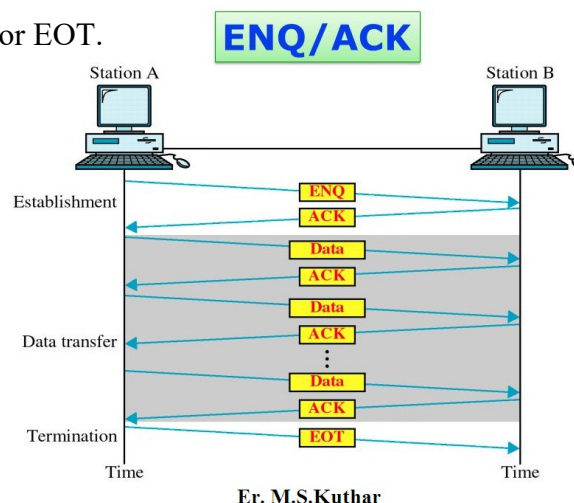 or EOT.
ENQ/ACK
Station A
Station B
Establishment
ENQ
ACK
Data
ACK
Data
Data transfer
ACK
Data
ACK
Termination
EOT
Time
Time
Er. M.S.Kuthar